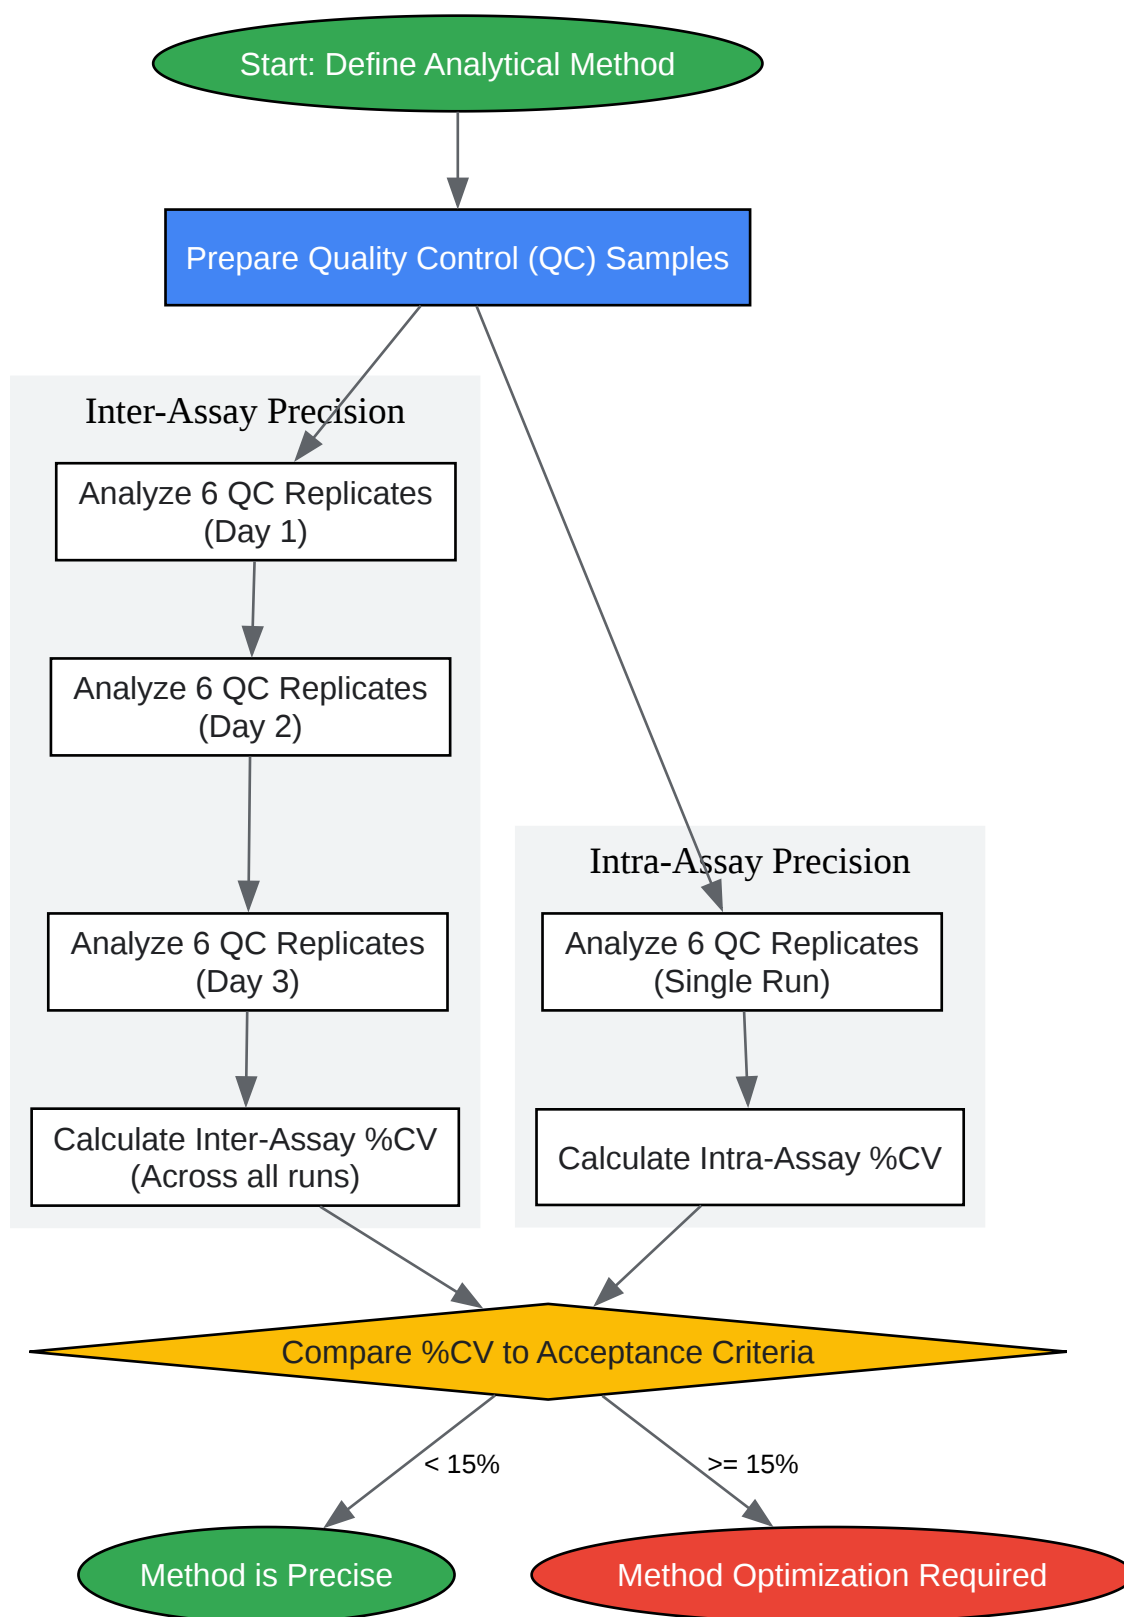 Start: Define Analytical Method
Prepare Quality Control (QC) Samples
Inter-Assay Precision
Analyze 6 QC Replicates
(Day 1)
Analyze 6 QC Replicates
(Day 2)
Analyze 6 QC Replicates
(Day 3)
Calculate Inter-Assay %CV
(Across all runs)
Intra-Assay Precision
Analyze 6 QC Replicates
(Single Run)
Calculate Intra-Assay %CV
Compare %CV to Acceptance Criteria
< 15%
>= 15%
Method is Precise
Method Optimization Required